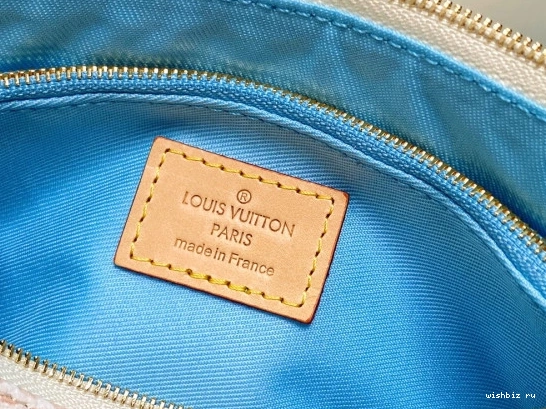 ®
LOUIS VUITTON
PARIS
made in France
wishbiz ru